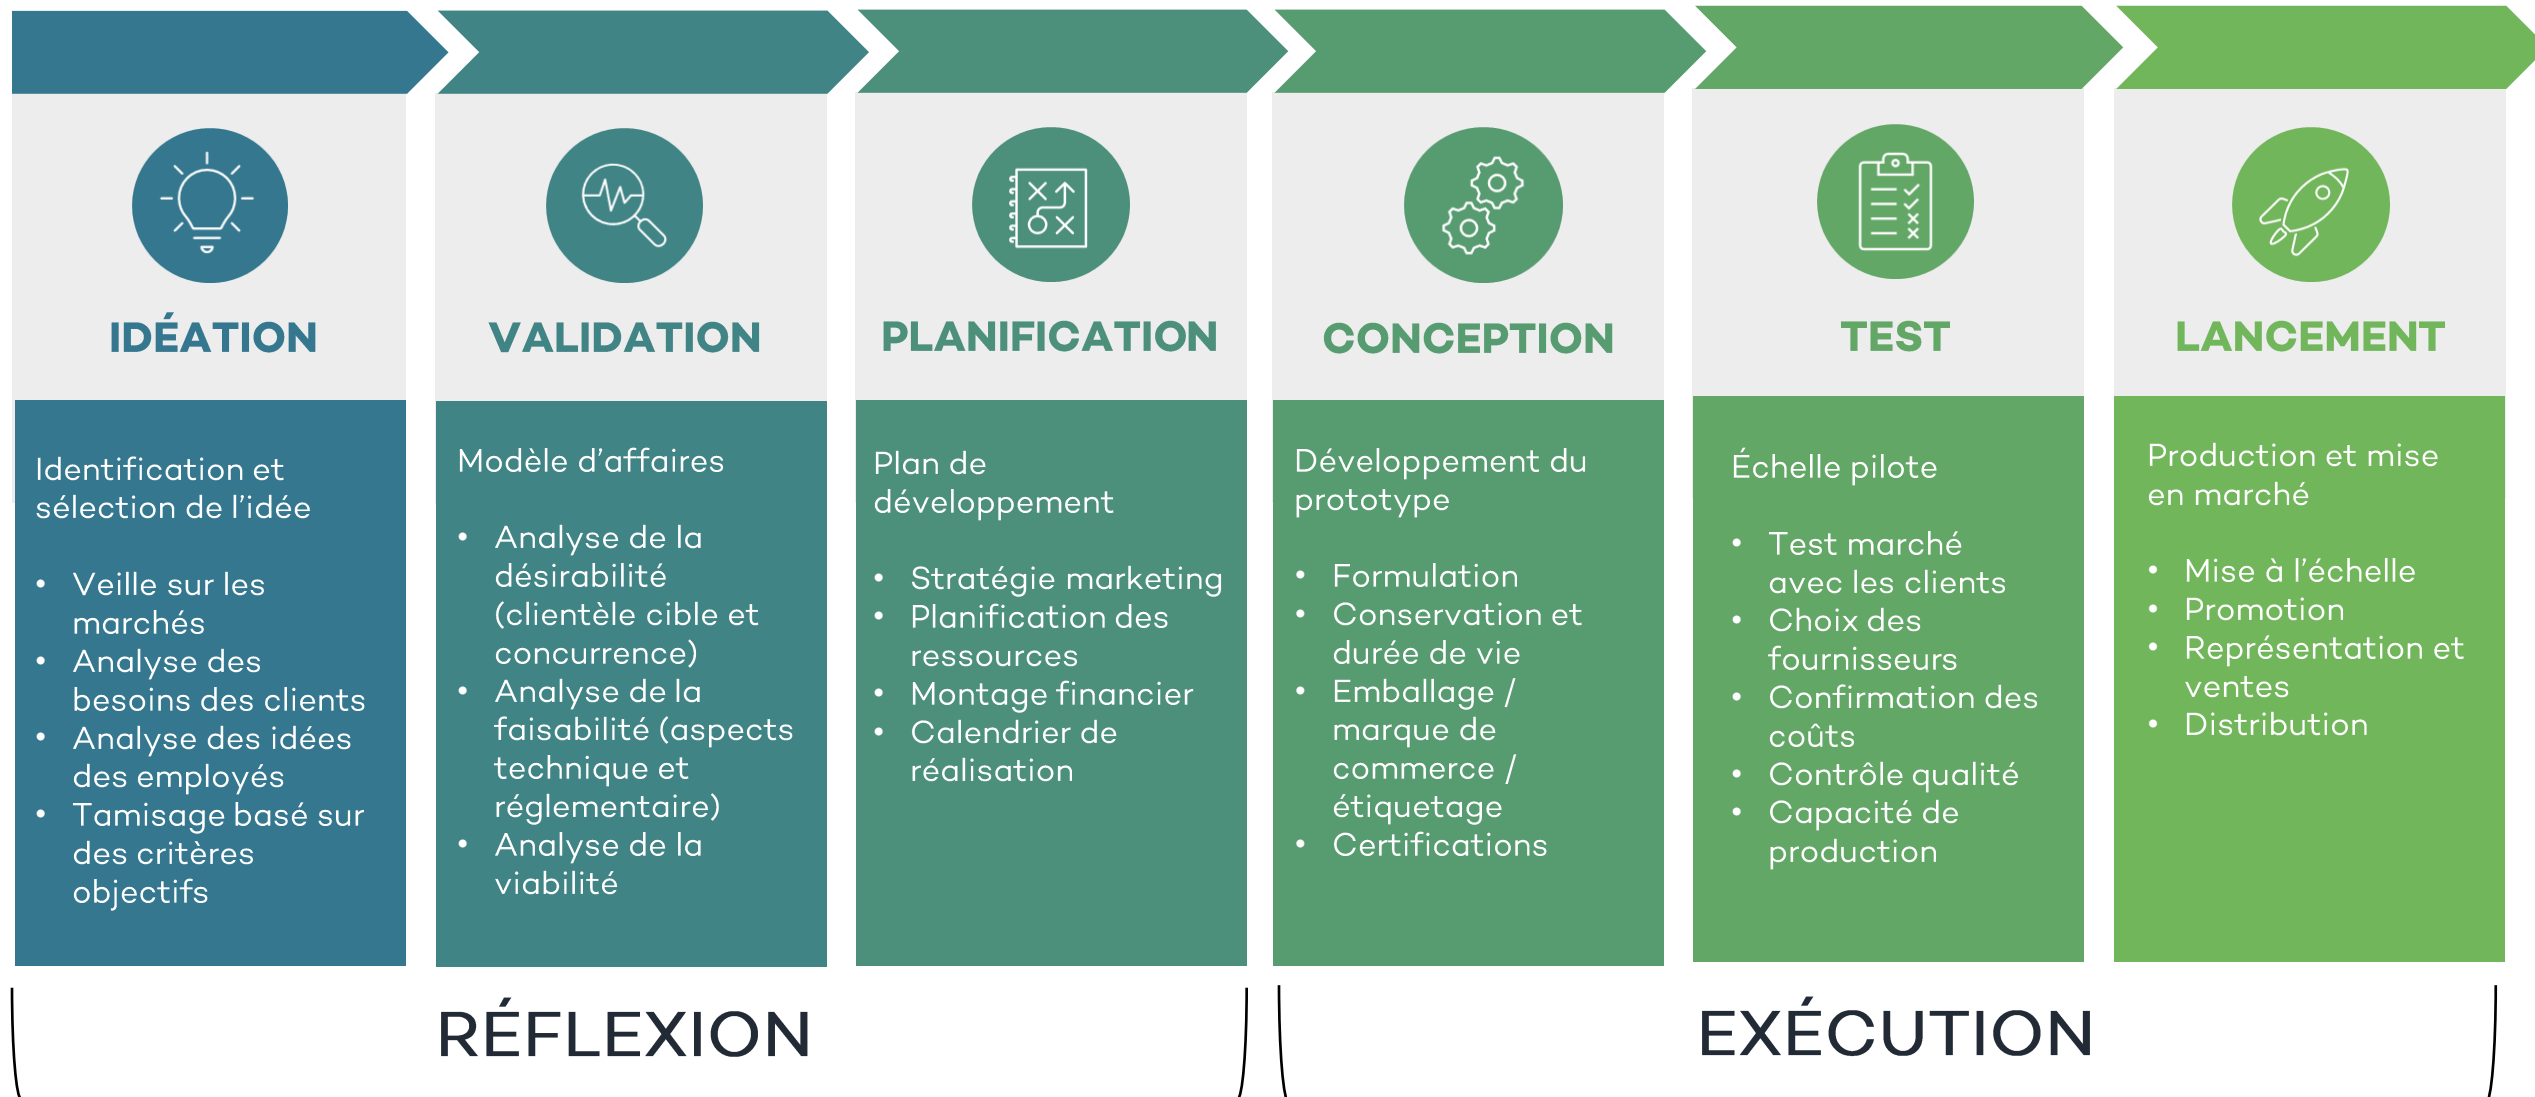 IDÉATION
Identification et
sélection de l'idée
• Veille sur les
marchés
• Analyse des
besoins des clients
• Analyse des idées
des employés
• Tamisage basé sur
des critères
objectifs
VALIDATION
Modèle d'affaires
• Analyse de la
désirabilité
(clientèle cible et
concurrence)
• Analyse de la
faisabilité (aspects
technique et
réglementaire)
• Analyse de la
viabilité
PLANIFICATION
Plan de
développement
• Stratégie marketing
• Planification des
ressources
• Montage financier
• Calendrier de
réalisation
CONCEPTION
Développement du
prototype
• Formulation
• Conservation et
durée de vie
• Emballage /
marque de
commerce /
étiquetage
• Certifications
TEST
Échelle pilote
• Test marché
avec les clients
• Choix des
fournisseurs
• Confirmation des
coûts
• Contrôle qualité
• Capacité de
production
LANCEMENT
Production et mise
en marché
• Mise à l'échelle
• Promotion
• Représentation et
ventes
• Distribution
RÉFLEXION
EXÉCUTION